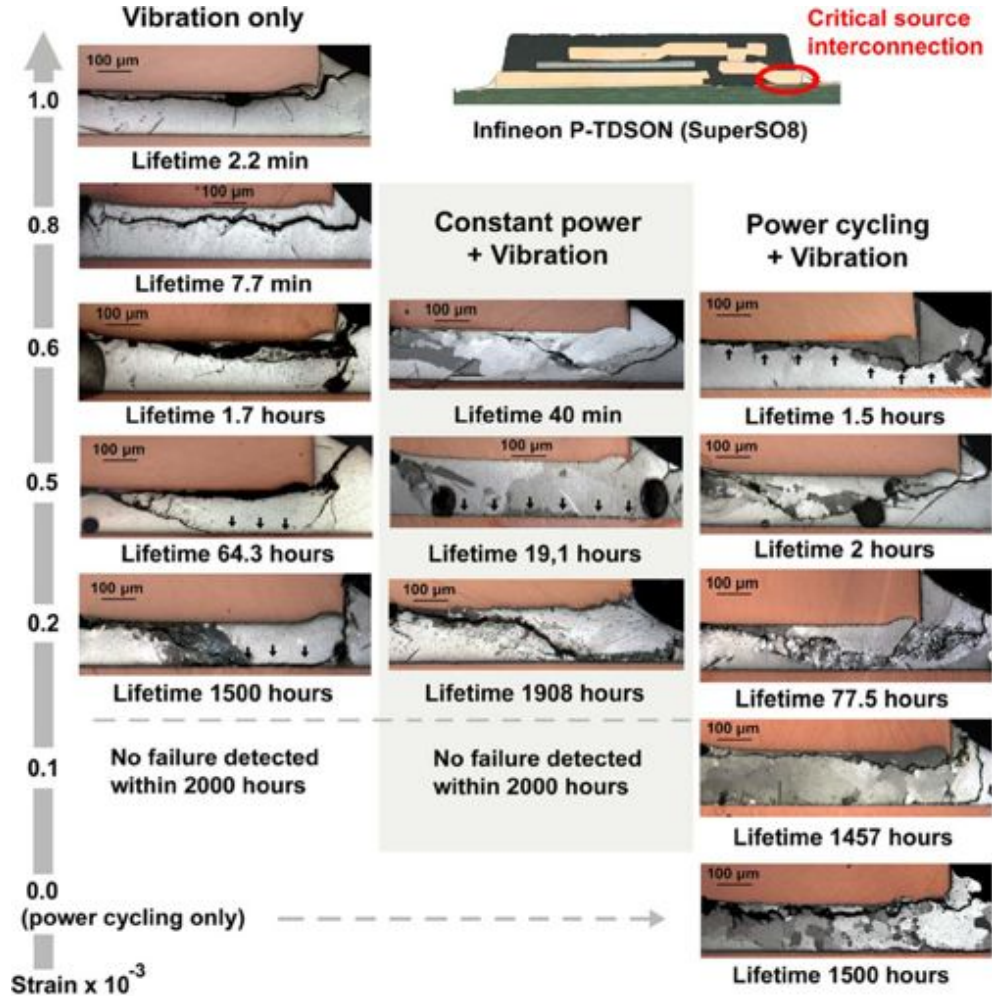 Vibration only
Critical source
interconnection
Infineon P-TDSON (SuperSO8)
1.0
100 µm
Lifetime 2.2 min
Constant power
+ Vibration
Power cycling
+ Vibration
0.8
100 µm
Lifetime 7.7 min
0.6
100 µm
Lifetime 1.7 hours
100 µm
Lifetime 40 min
100 µm
Lifetime 1.5 hours
0.5
100 µm
Lifetime 64.3 hours
100 µm
Lifetime 19,1 hours
100 µm
Lifetime 2 hours
0.2
100 µm
Lifetime 1500 hours
100 µm
Lifetime 1908 hours
100 µm
Lifetime 77.5 hours
0.1
No failure detected
within 2000 hours
No failure detected
within 2000 hours
100 µm
Lifetime 1457 hours
0.0
(power cycling only)
100 µm
Lifetime 1500 hours
Strain x 10⁻³